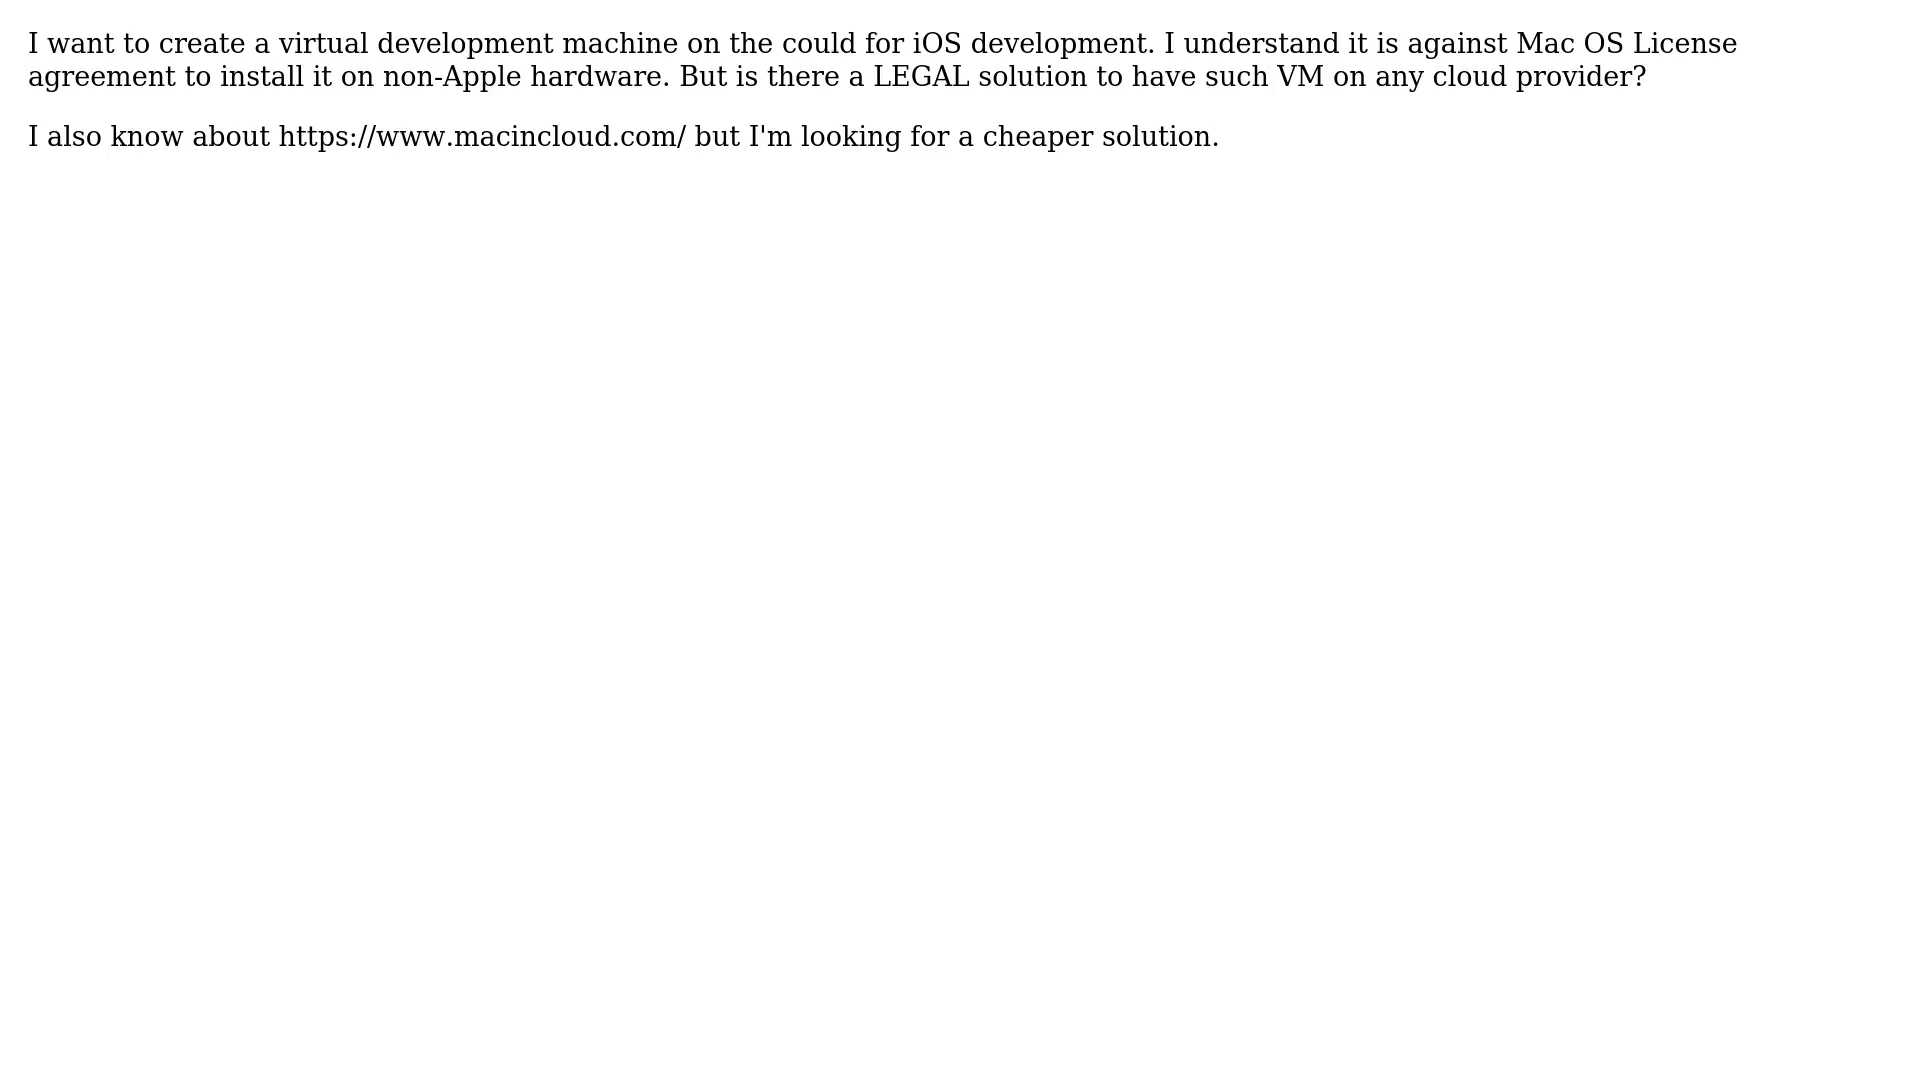 I want to create a virtual development machine on the could for iOS development. I understand it is against Mac OS License
agreement to install it on non-Apple hardware. But is there a LEGAL solution to have such VM on any cloud provider?
I also know about https://www.macincloud.com/ but I'm looking for a cheaper solution.